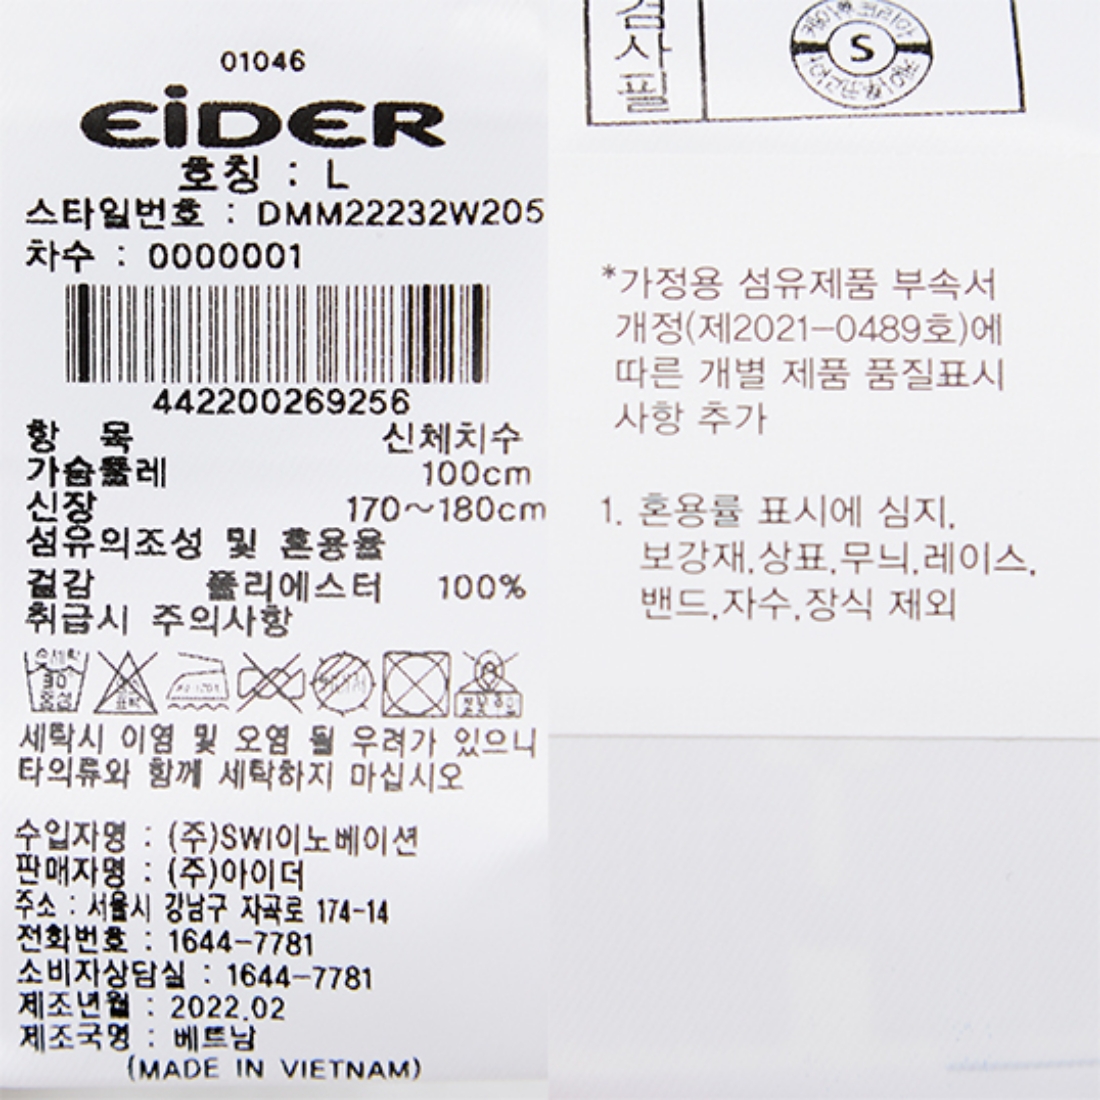 01046
EiDER
호칭 : L
스타일번호 : DMM22232W205
차수 : 0000001
442200269256
항 목 신체치수
가슴둘레 100cm
신장 170~180cm
섬유의조성 및 혼용율
겉감 폴리에스터 100%
취급시 주의사항
손세탁
30°
중성
세탁시 이염 및 오염 될 우려가 있으니
타의류와 함께 세탁하지 마십시오
수입자명 : (주)SWI이노베이션
판매자명 : (주)아이더
주소 : 서울시 강남구 자곡로 174-14
전화번호 : 1644-7781
소비자상담실 : 1644-7781
제조년월 : 2022.02
제조국명 : 베트남
(MADE IN VIETNAM)
검사필
S
*가정용 섬유제품 부속서
개정(제2021-0489호)에
따른 개별 제품 품질표시
사항 추가
1. 혼용률 표시에 심지,
보강재,상표,무늬,레이스,
밴드,자수,장식 제외